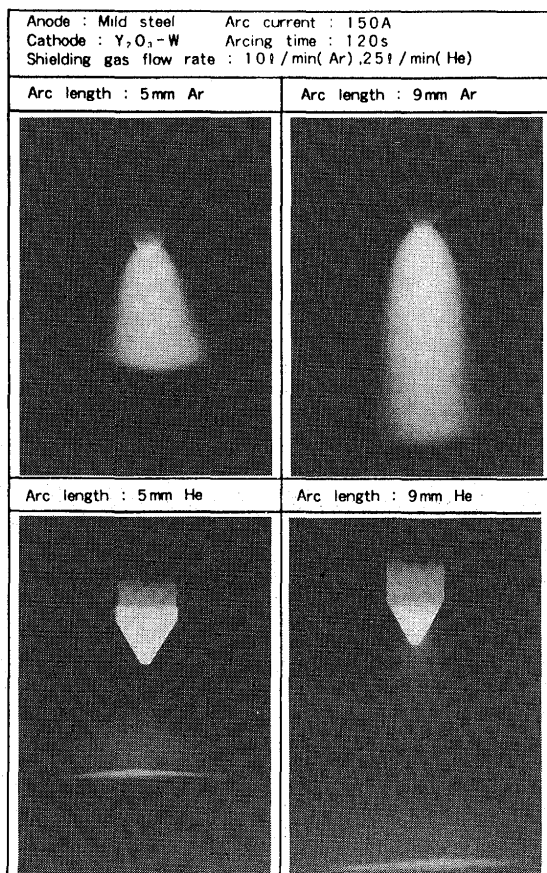 Anode : Mild steel Arc current : 150A
Cathode : Y₂O₃-W Arcing time : 120s
Shielding gas flow rate : 10ℓ/min(Ar),25ℓ/min(He)
Arc length : 5mm Ar
Arc length : 9mm Ar
Arc length : 5mm He
Arc length : 9mm He